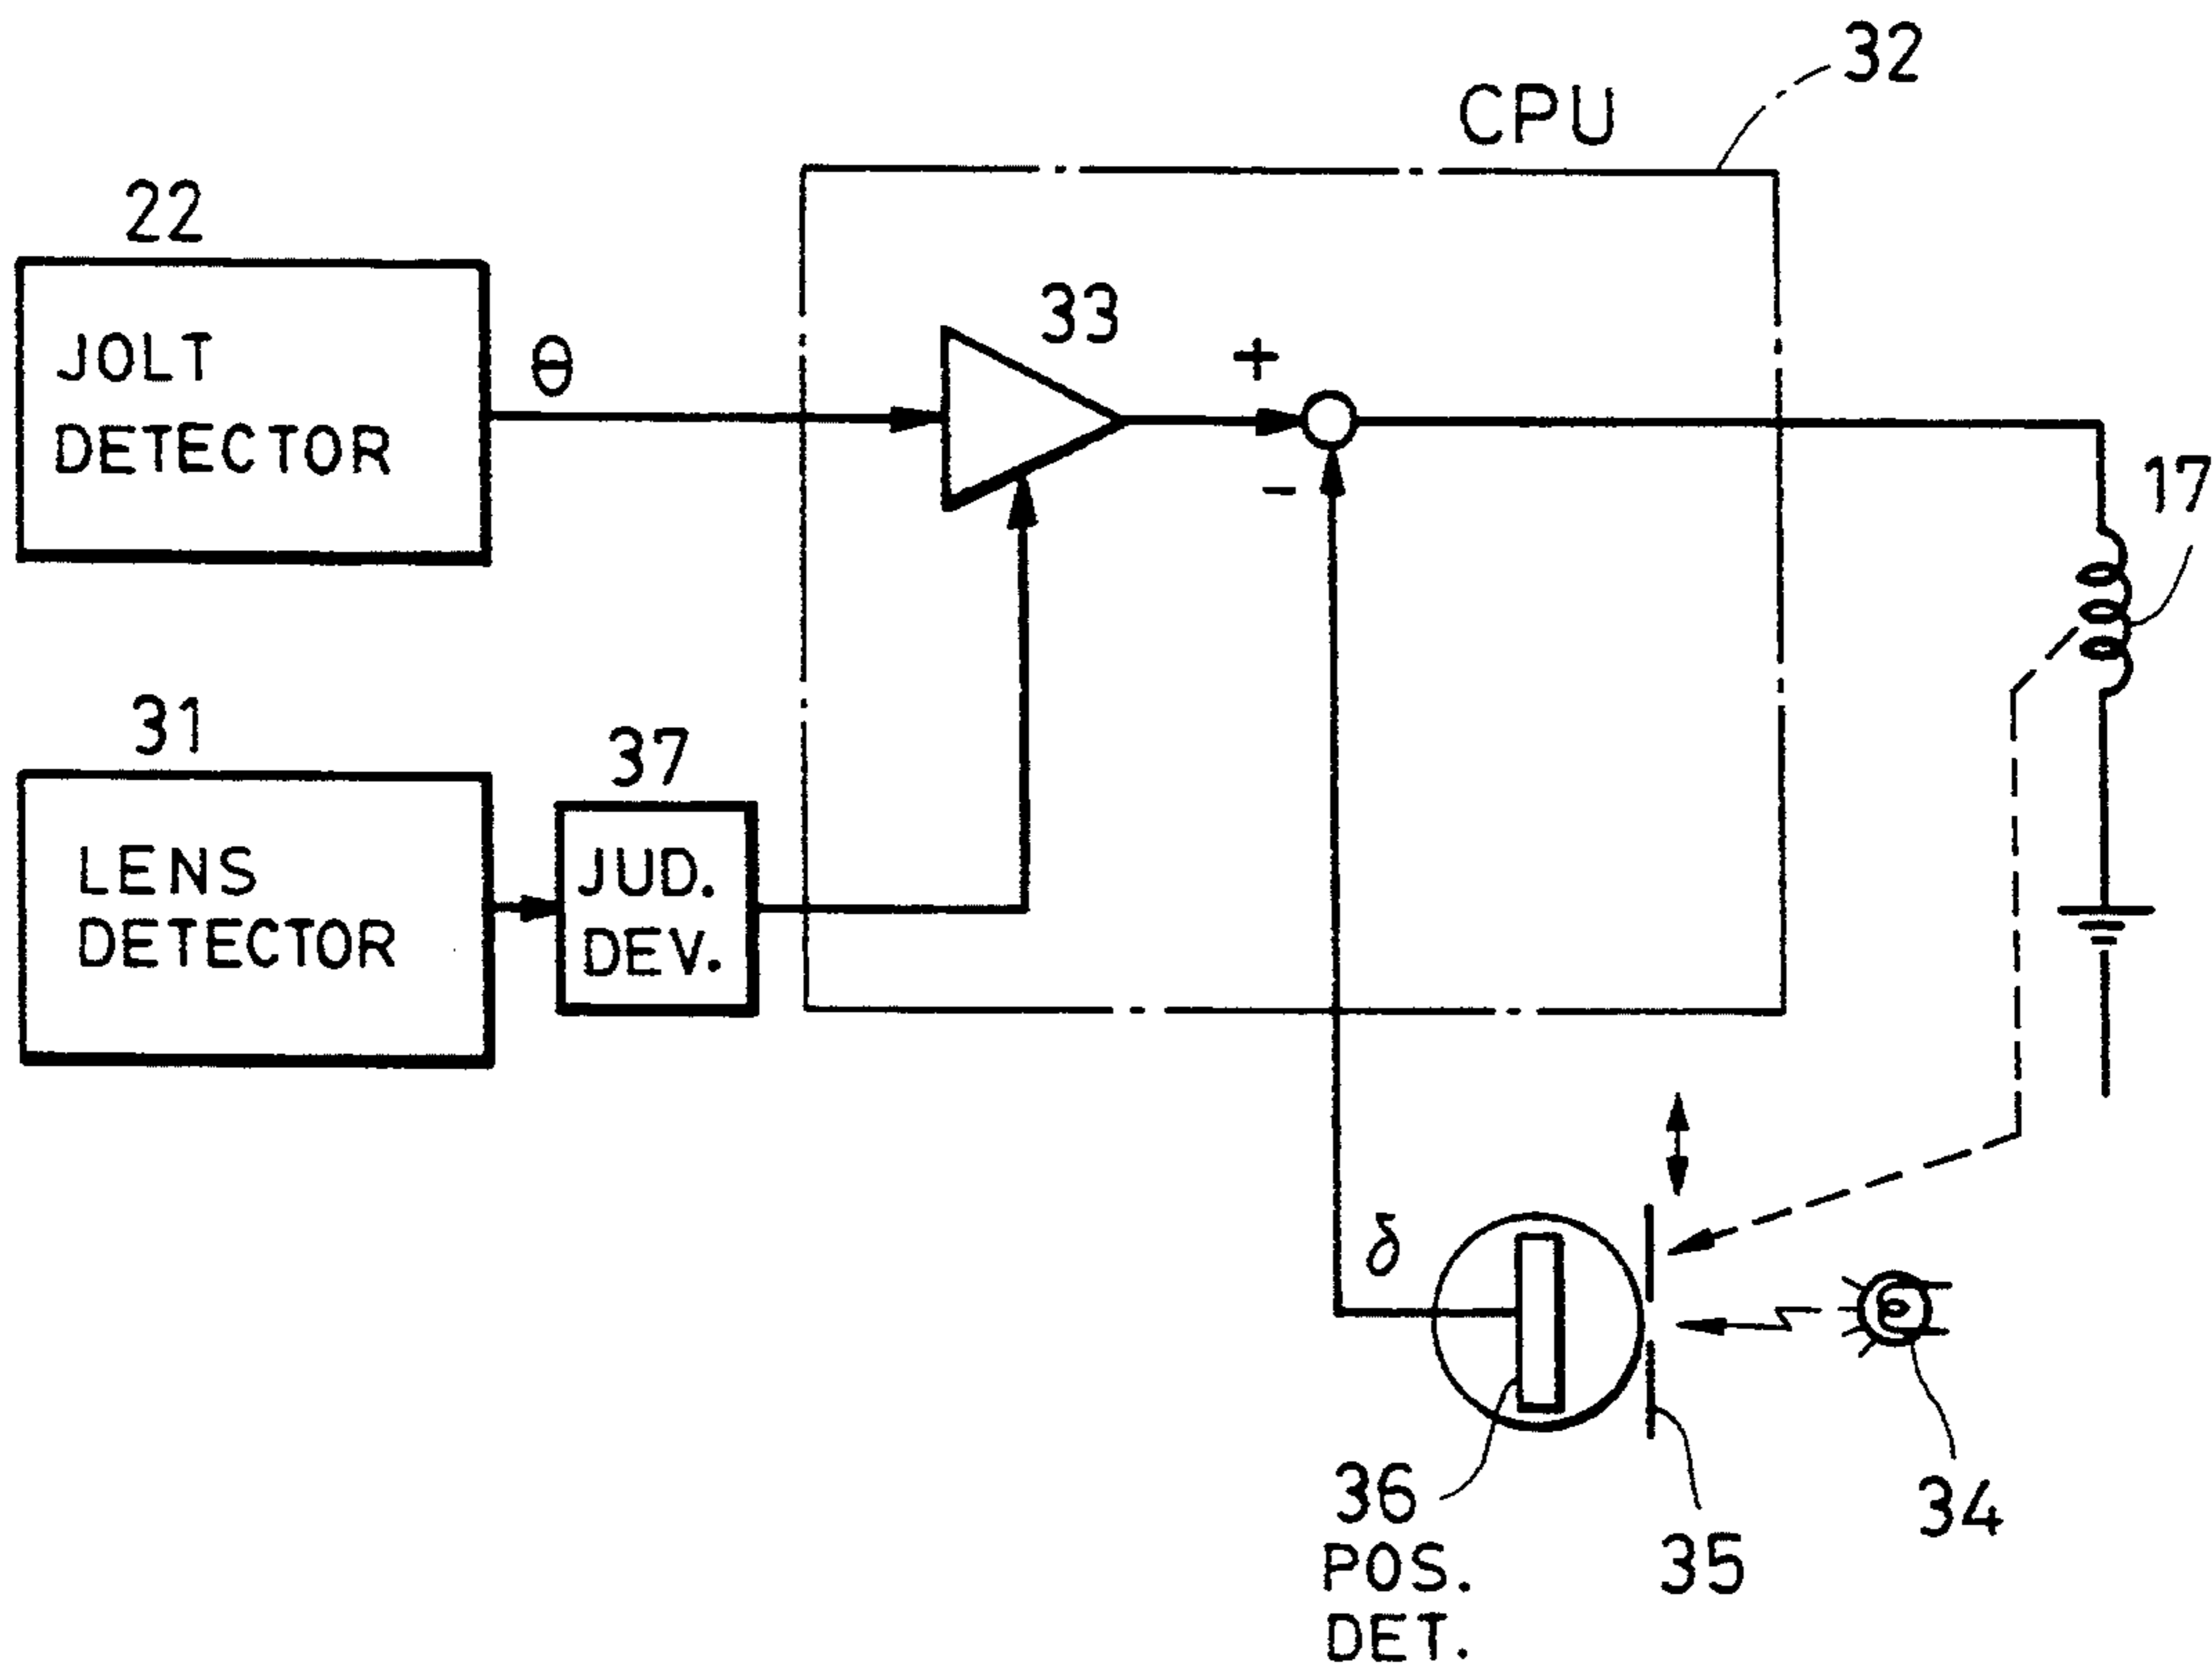 32
CPU
22
JOLT
DETECTOR
θ
33
+
-
17
31
LENS
DETECTOR
37
JUD.
DEV.
δ
36
POS.
DET.
35
34